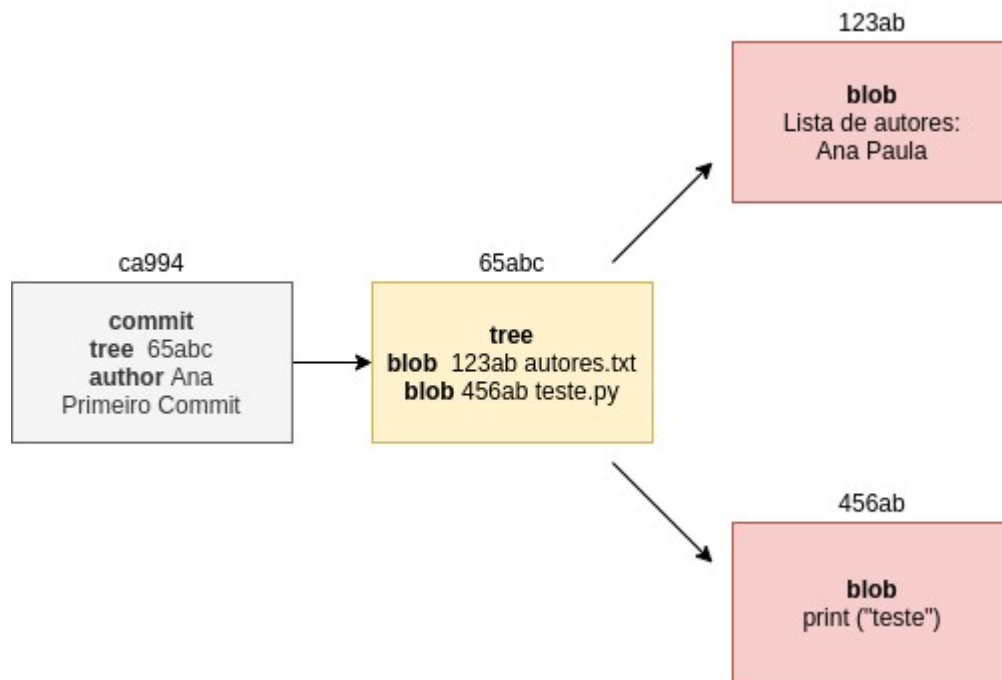 123ab
blob
Lista de autores:
Ana Paula
ca994
commit
tree 65abc
author Ana
Primeiro Commit
65abc
tree
blob 123ab autores.txt
blob 456ab teste.py
456ab
blob
print ("teste")